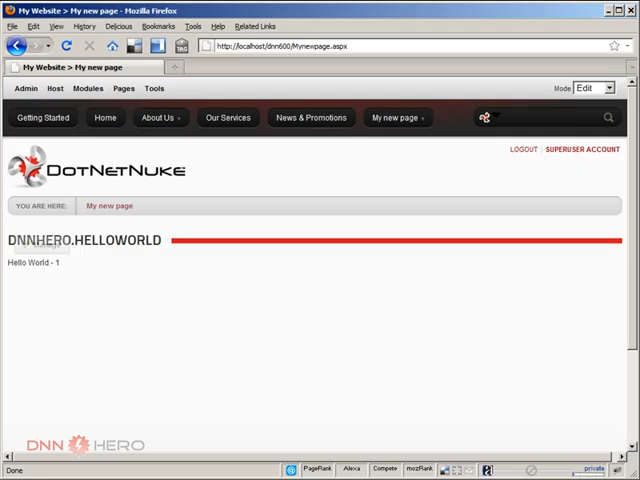 My Website > My new page - Mozilla Firefox
File Edit View History Delicious Bookmarks Tools Help Related Links
http://localhost/dnn600/Mynewpage.aspx
My Website > My new page
Admin Host Modules Pages Tools Mode Edit
Getting Started Home About Us Our Services News & Promotions My new page
LOGOUT | SUPERUSER ACCOUNT
DOTNETNUKE
YOU ARE HERE: My new page
DNNHERO.HELLOWORLD
Manage
Hello World - 1
DNN HERO
Done PageRank Alexa Compete mozRank private